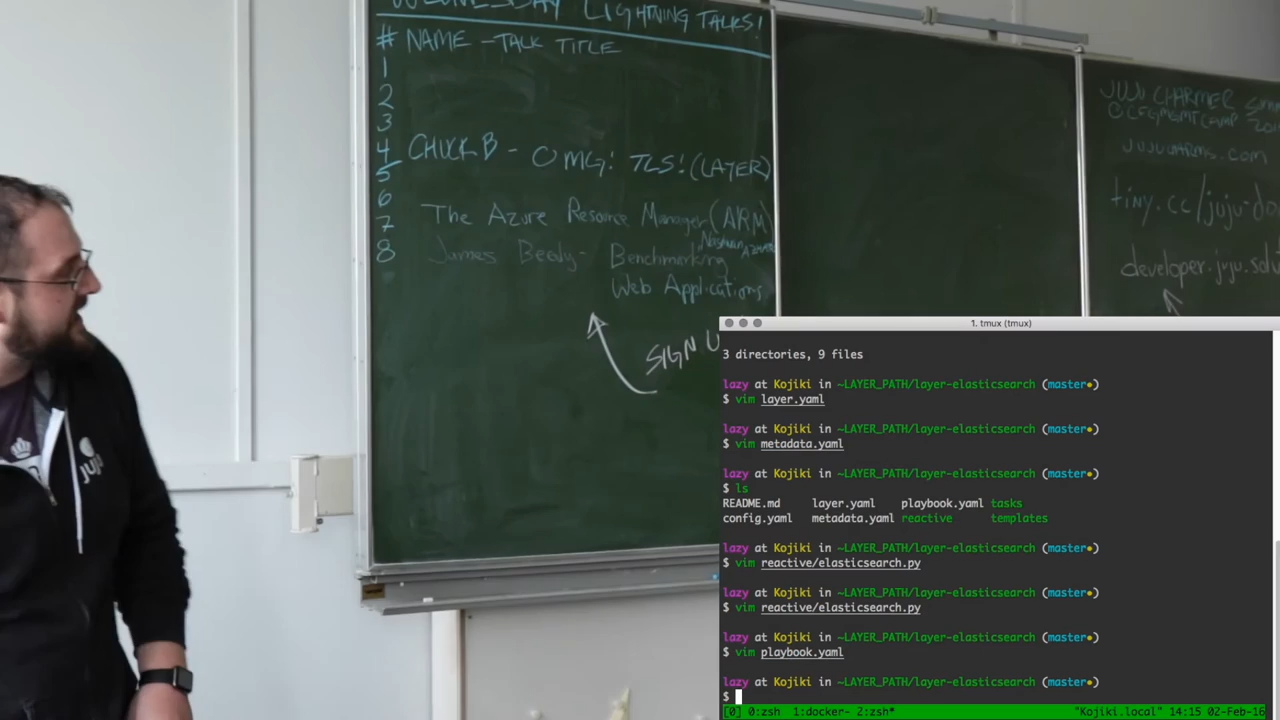 WEDNESDAY LIGHTNING TALKS!
# NAME - TALK TITLE
1
2
3
4 CHUCK B - OMG! TLS! (LAYER)
5
6
7 The Azure Resource Manager (ARM)
8 James Beedy - Benchmarking
Web Applications
SIGN U
JUJU CHARMER
@CFGMGMTCAMP
JUJUCHARMS.com
tiny.cc/juju-do
developer.juju.solu
juju
1. tmux (tmux)
3 directories, 9 files
lazy at Kojiki in ~LAYER_PATH/layer-elasticsearch (master●)
$ vim layer.yaml
lazy at Kojiki in ~LAYER_PATH/layer-elasticsearch (master●)
$ vim metadata.yaml
lazy at Kojiki in ~LAYER_PATH/layer-elasticsearch (master●)
$ ls
README.md layer.yaml playbook.yaml tasks
config.yaml metadata.yaml reactive templates
lazy at Kojiki in ~LAYER_PATH/layer-elasticsearch (master●)
$ vim reactive/elasticsearch.py
lazy at Kojiki in ~LAYER_PATH/layer-elasticsearch (master●)
$ vim reactive/elasticsearch.py
lazy at Kojiki in ~LAYER_PATH/layer-elasticsearch (master●)
$ vim playbook.yaml
lazy at Kojiki in ~LAYER_PATH/layer-elasticsearch (master●)
$
[0] 0:zsh 1:docker- 2:zsh* "Kojiki.local" 14:15 02-Feb-16